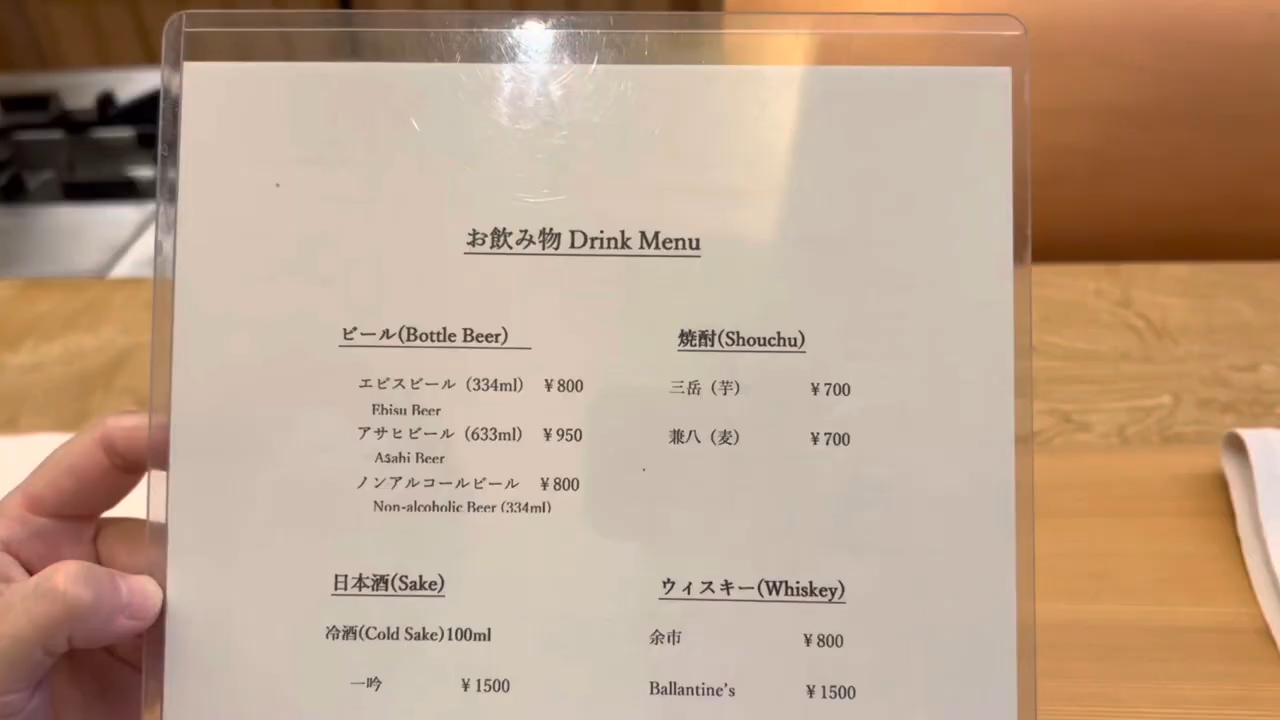 お飲み物 Drink Menu
ビール(Bottle Beer)
エビスビール（334ml） ￥800
Ebisu Beer
アサヒビール（633ml） ￥950
Asahi Beer
ノンアルコールビール ￥800
Non-alcoholic Beer (334ml)
焼酎(Shouchu)
三岳（芋） ￥700
兼八（麦） ￥700
日本酒(Sake)
冷酒(Cold Sake)100ml
一吟 ￥1500
ウィスキー(Whiskey)
余市 ￥800
Ballantine's ￥1500